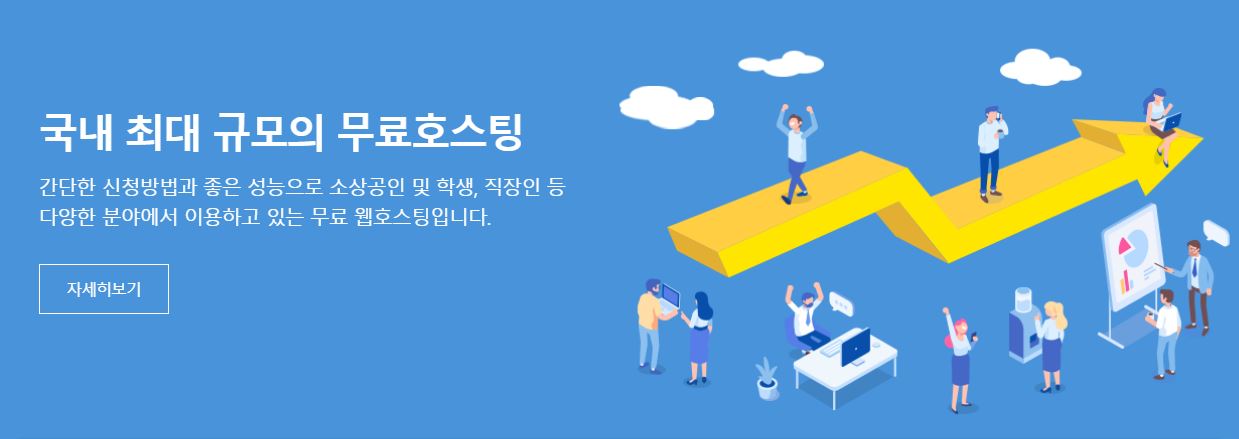 국내 최대 규모의 무료호스팅
간단한 신청방법과 좋은 성능으로 소상공인 및 학생, 직장인 등
다양한 분야에서 이용하고 있는 무료 웹호스팅입니다.
자세히보기